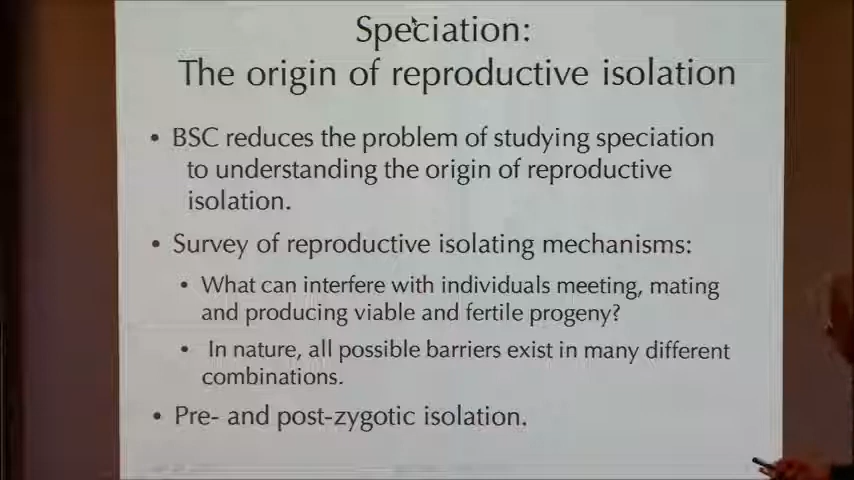 Speciation:
The origin of reproductive isolation
• BSC reduces the problem of studying speciation
to understanding the origin of reproductive
isolation.
• Survey of reproductive isolating mechanisms:
• What can interfere with individuals meeting, mating
and producing viable and fertile progeny?
• In nature, all possible barriers exist in many different
combinations.
• Pre- and post-zygotic isolation.